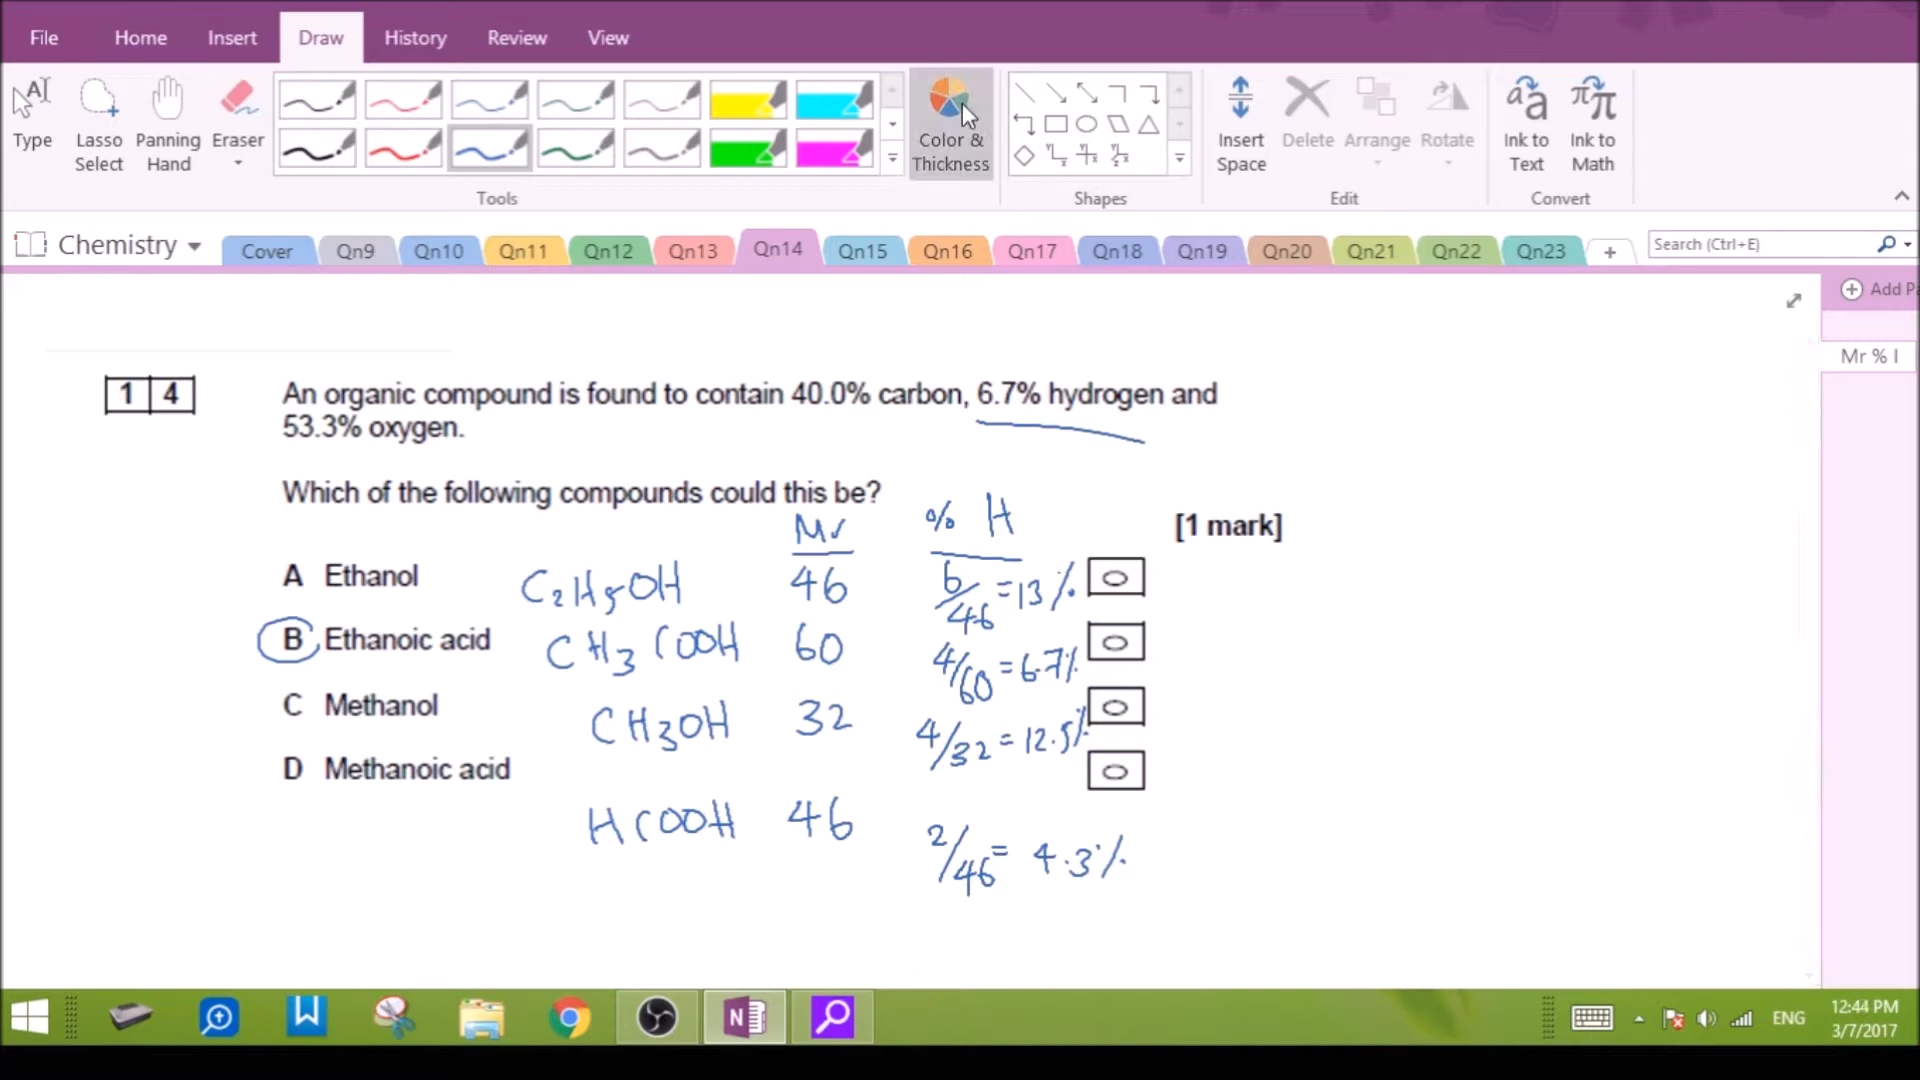 File Home Insert Draw History Review View
Type Lasso Select Panning Hand Eraser Color & Thickness Insert Space Delete Arrange Rotate Ink to Text Ink to Math
Tools Shapes Edit Convert
Chemistry Cover Qn9 Qn10 Qn11 Qn12 Qn13 Qn14 Qn15 Qn16 Qn17 Qn18 Qn19 Qn20 Qn21 Qn22 Qn23 + Search (Ctrl+E)
Add Pa
Mr % I
1 4 An organic compound is found to contain 40.0% carbon, 6.7% hydrogen and
53.3% oxygen.
Which of the following compounds could this be?
Mr % H [1 mark]
A Ethanol C2H5OH 46 6/46 = 13%
B Ethanoic acid CH3COOH 60 4/60 = 6.7%
C Methanol CH3OH 32 4/32 = 12.5%
D Methanoic acid
HCOOH 46 2/46 = 4.3%
W N ENG 12:44 PM
3/7/2017